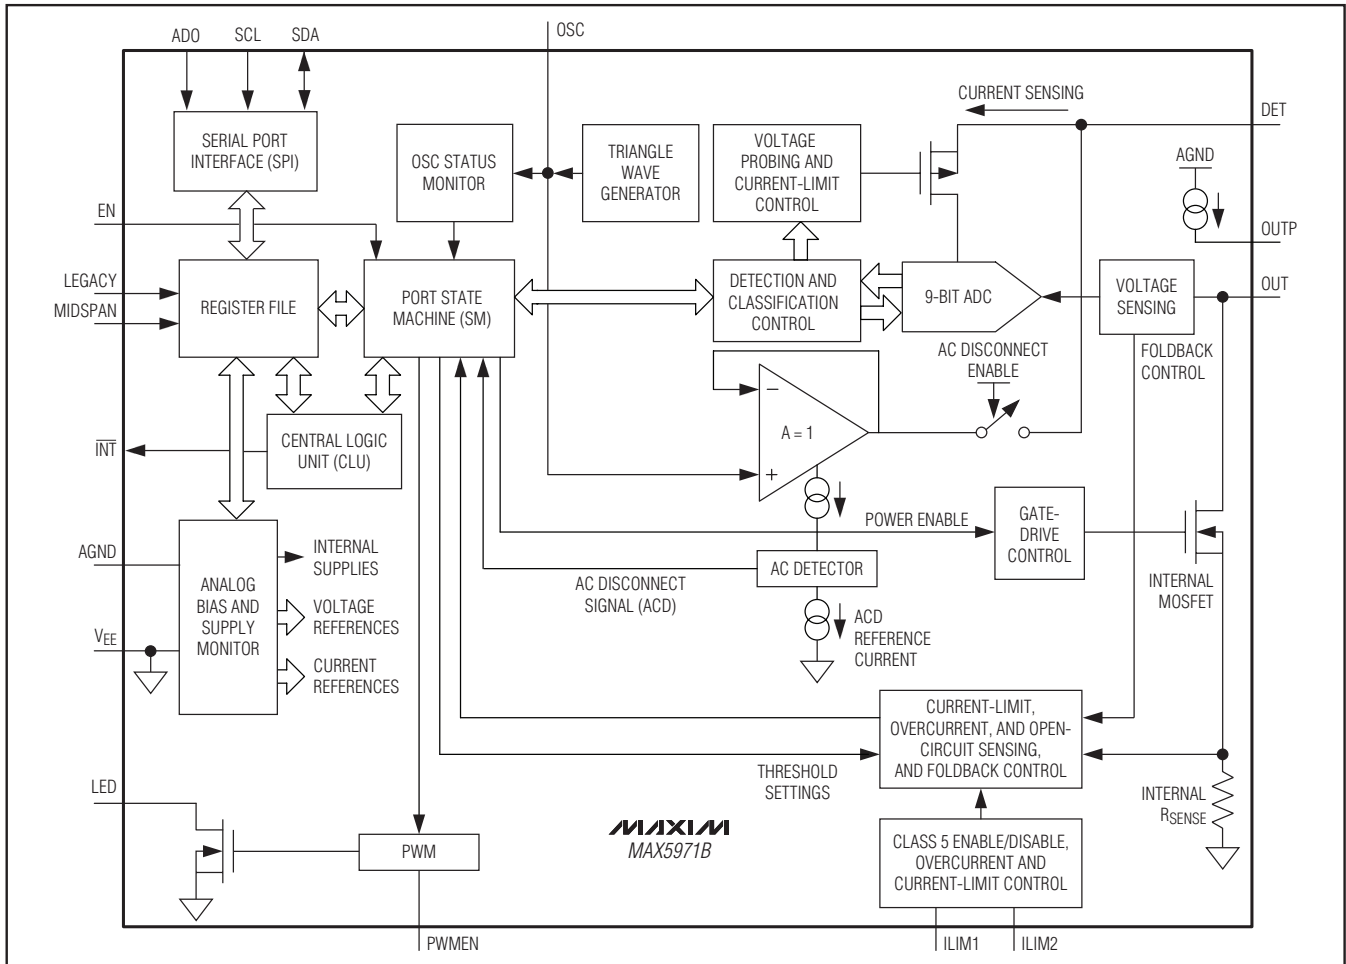 ADO
SCL
SDA
OSC
CURRENT SENSING
DET
SERIAL PORT
INTERFACE (SPI)
OSC STATUS
MONITOR
TRIANGLE
WAVE
GENERATOR
VOLTAGE
PROBING AND
CURRENT-LIMIT
CONTROL
AGND
OUTP
EN
LEGACY
MIDSPAN
REGISTER FILE
PORT STATE
MACHINE (SM)
DETECTION AND
CLASSIFICATION
CONTROL
9-BIT ADC
VOLTAGE
SENSING
OUT
FOLDBACK
CONTROL
AC DISCONNECT
ENABLE
−
A = 1
+
INT
CENTRAL LOGIC
UNIT (CLU)
POWER ENABLE
GATE-
DRIVE
CONTROL
INTERNAL
MOSFET
AGND
VEE
ANALOG
BIAS AND
SUPPLY
MONITOR
INTERNAL
SUPPLIES
VOLTAGE
REFERENCES
CURRENT
REFERENCES
AC DISCONNECT
SIGNAL (ACD)
AC DETECTOR
ACD
REFERENCE
CURRENT
CURRENT-LIMIT,
OVERCURRENT, AND OPEN-
CIRCUIT SENSING,
AND FOLDBACK CONTROL
THRESHOLD
SETTINGS
INTERNAL
RSENSE
LED
PWM
MAXIM
MAX5971B
CLASS 5 ENABLE/DISABLE,
OVERCURRENT AND
CURRENT-LIMIT CONTROL
PWMEN
ILIM1
ILIM2